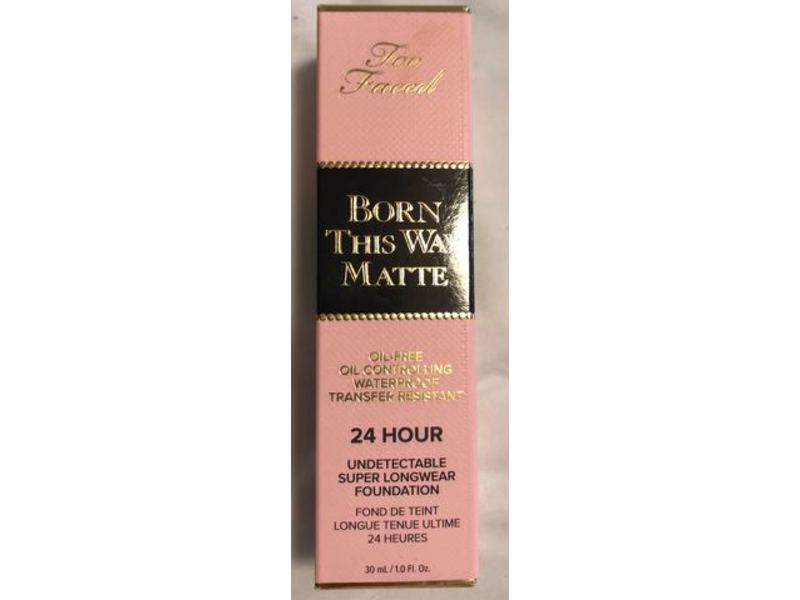 Too
Faced
BORN
THIS WAY
MATTE
OIL-FREE
OIL CONTROLLING
WATERPROOF
TRANSFER RESISTANT
24 HOUR
UNDETECTABLE
SUPER LONGWEAR
FOUNDATION
FOND DE TEINT
LONGUE TENUE ULTIME
24 HEURES
30 mL / 1.0 Fl. Oz.